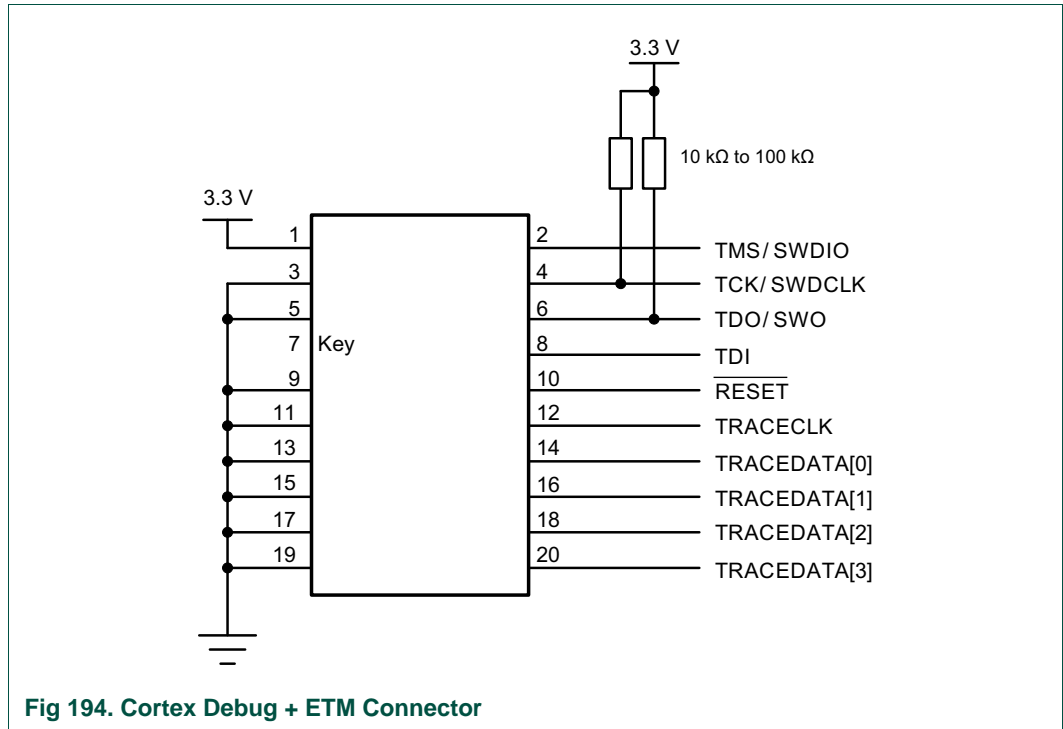 3.3 V
10 kΩ to 100 kΩ
3.3 V
1 2 TMS/ SWDIO
3 4 TCK/ SWDCLK
5 6 TDO/ SWO
7 Key 8 TDI
9 10 RESET
11 12 TRACECLK
13 14 TRACEDATA[0]
15 16 TRACEDATA[1]
17 18 TRACEDATA[2]
19 20 TRACEDATA[3]
Fig 194. Cortex Debug + ETM Connector